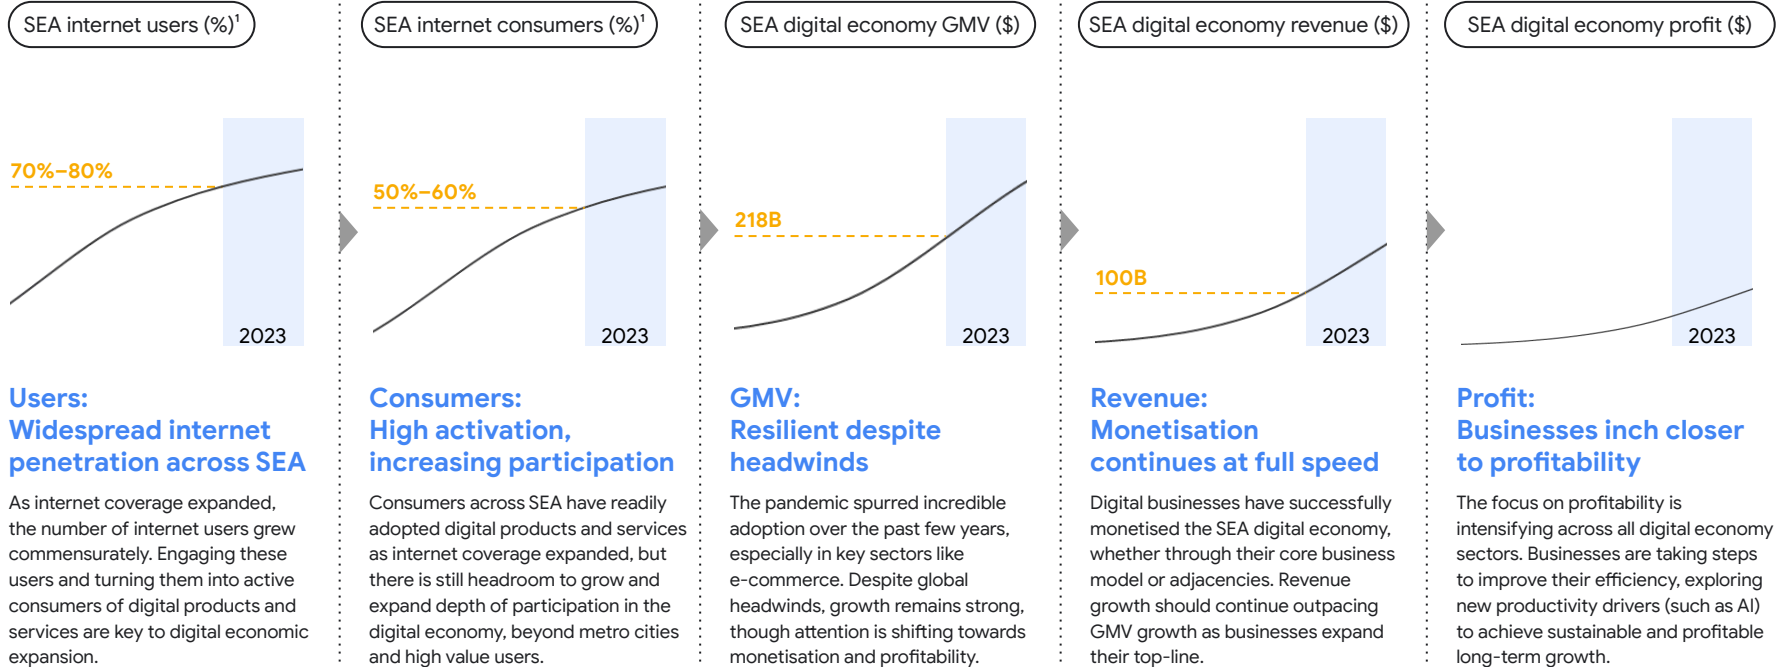 SEA internet users (%)¹
70%–80%
2023
Users:
Widespread internet
penetration across SEA
As internet coverage expanded,
the number of internet users grew
commensurately. Engaging these
users and turning them into active
consumers of digital products and
services are key to digital economic
expansion.
SEA internet consumers (%)¹
50%–60%
2023
Consumers:
High activation,
increasing participation
Consumers across SEA have readily
adopted digital products and services
as internet coverage expanded, but
there is still headroom to grow and
expand depth of participation in the
digital economy, beyond metro cities
and high value users.
SEA digital economy GMV ($)
218B
2023
GMV:
Resilient despite
headwinds
The pandemic spurred incredible
adoption over the past few years,
especially in key sectors like
e-commerce. Despite global
headwinds, growth remains strong,
though attention is shifting towards
monetisation and profitability.
SEA digital economy revenue ($)
100B
2023
Revenue:
Monetisation
continues at full speed
Digital businesses have successfully
monetised the SEA digital economy,
whether through their core business
model or adjacencies. Revenue
growth should continue outpacing
GMV growth as businesses expand
their top-line.
SEA digital economy profit ($)
2023
Profit:
Businesses inch closer
to profitability
The focus on profitability is
intensifying across all digital economy
sectors. Businesses are taking steps
to improve their efficiency, exploring
new productivity drivers (such as AI)
to achieve sustainable and profitable
long-term growth.